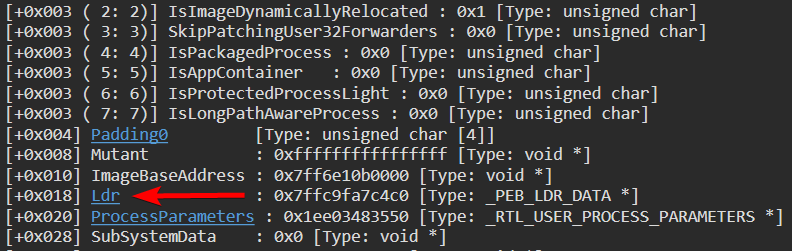 [+0x003 ( 2: 2)] IsImageDynamicallyRelocated : 0x1 [Type: unsigned char]
[+0x003 ( 3: 3)] SkipPatchingUser32Forwarders : 0x0 [Type: unsigned char]
[+0x003 ( 4: 4)] IsPackagedProcess : 0x0 [Type: unsigned char]
[+0x003 ( 5: 5)] IsAppContainer   : 0x0 [Type: unsigned char]
[+0x003 ( 6: 6)] IsProtectedProcessLight : 0x0 [Type: unsigned char]
[+0x003 ( 7: 7)] IsLongPathAwareProcess : 0x0 [Type: unsigned char]
[+0x004] Padding0         [Type: unsigned char [4]]
[+0x008] Mutant           : 0xffffffffffffffff [Type: void *]
[+0x010] ImageBaseAddress : 0x7ff6e10b0000 [Type: void *]
[+0x018] Ldr              : 0x7ffc9fa7c4c0 [Type: _PEB_LDR_DATA *]
[+0x020] ProcessParameters : 0x1ee03483550 [Type: _RTL_USER_PROCESS_PARAMETERS *]
[+0x028] SubSystemData    : 0x0 [Type: void *]